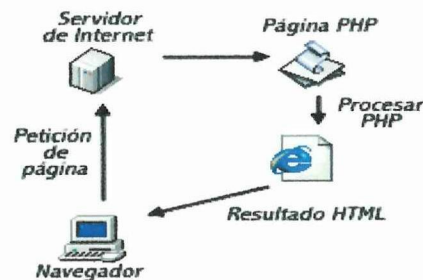 Servidor
de Internet
Página PHP
Procesar
PHP
Petición
de
página
Resultado HTML
Navegador